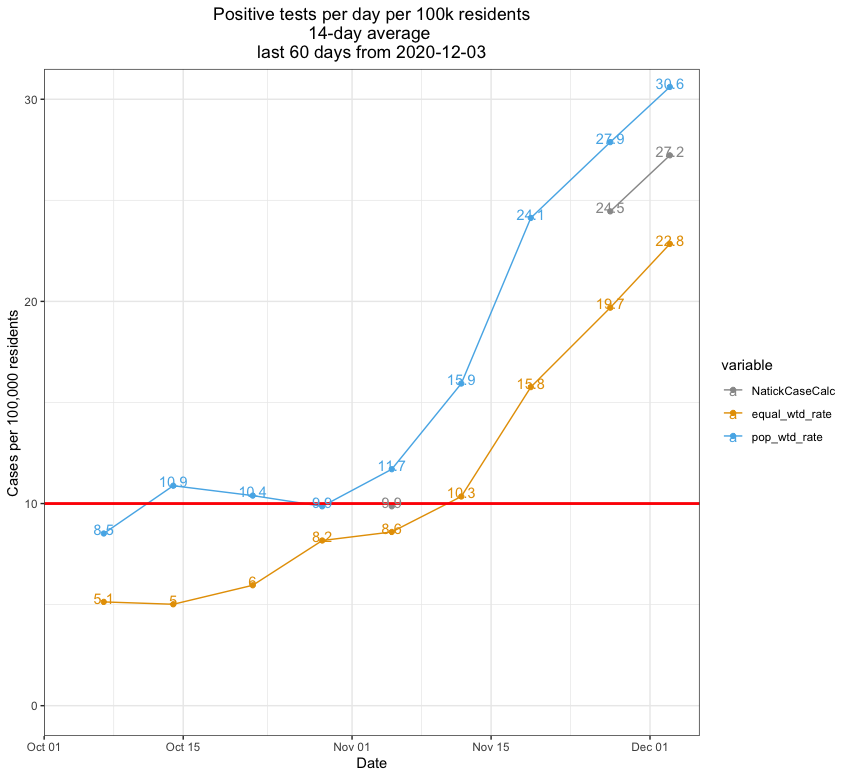 Positive tests per day per 100k residents
14-day average
last 60 days from 2020-12-03
Cases per 100,000 residents
30
20
10
0
30.6
27.9
27.2
24.5
24.1
22.8
19.7
15.9
15.8
11.7
10.9
10.4
10.3
9.9
9.9
8.5
8.6
8.2
6
5.1
5
Oct 01
Oct 15
Nov 01
Nov 15
Dec 01
Date
variable
a NatickCaseCalc
a equal_wtd_rate
a pop_wtd_rate